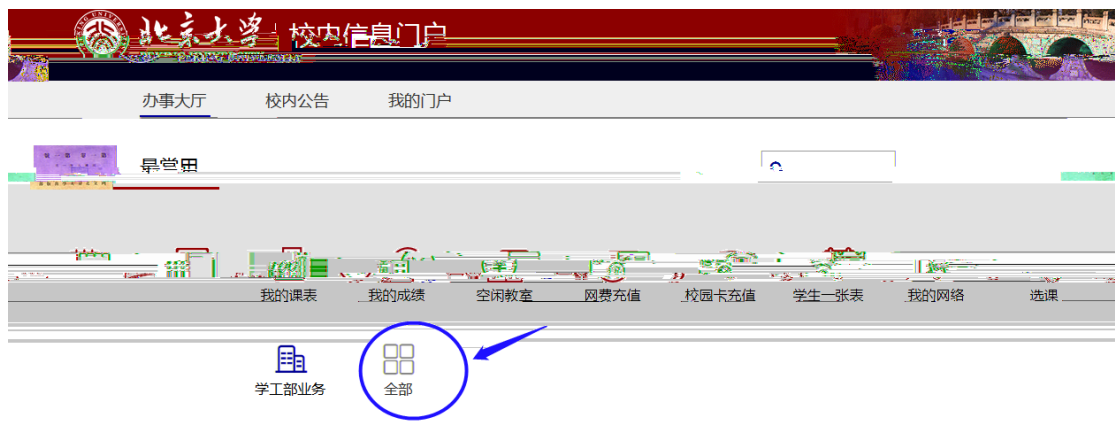 北京大学 校内信息门户
办事大厅 校内公告 我的门户
最常用
我的课表 我的成绩 空闲教室 网费充值 校园卡充值 学生一张表 我的网络 选课
学工部业务 全部